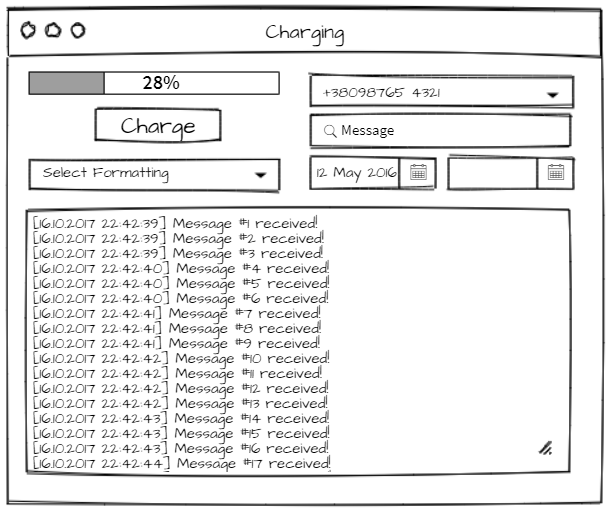 Charging
28%
Charge
Select Formatting
+38098765 4321
Message
12 May 2016
[16.10.2017 22:42:39] Message #1 received!
[16.10.2017 22:42:39] Message #2 received!
[16.10.2017 22:42:39] Message #3 received!
[16.10.2017 22:42:40] Message #4 received!
[16.10.2017 22:42:40] Message #5 received!
[16.10.2017 22:42:40] Message #6 received!
[16.10.2017 22:42:41] Message #7 received!
[16.10.2017 22:42:41] Message #8 received!
[16.10.2017 22:42:41] Message #9 received!
[16.10.2017 22:42:42] Message #10 received!
[16.10.2017 22:42:42] Message #11 received!
[16.10.2017 22:42:42] Message #12 received!
[16.10.2017 22:42:42] Message #13 received!
[16.10.2017 22:42:43] Message #14 received!
[16.10.2017 22:42:43] Message #15 received!
[16.10.2017 22:42:43] Message #16 received!
[16.10.2017 22:42:44] Message #17 received!